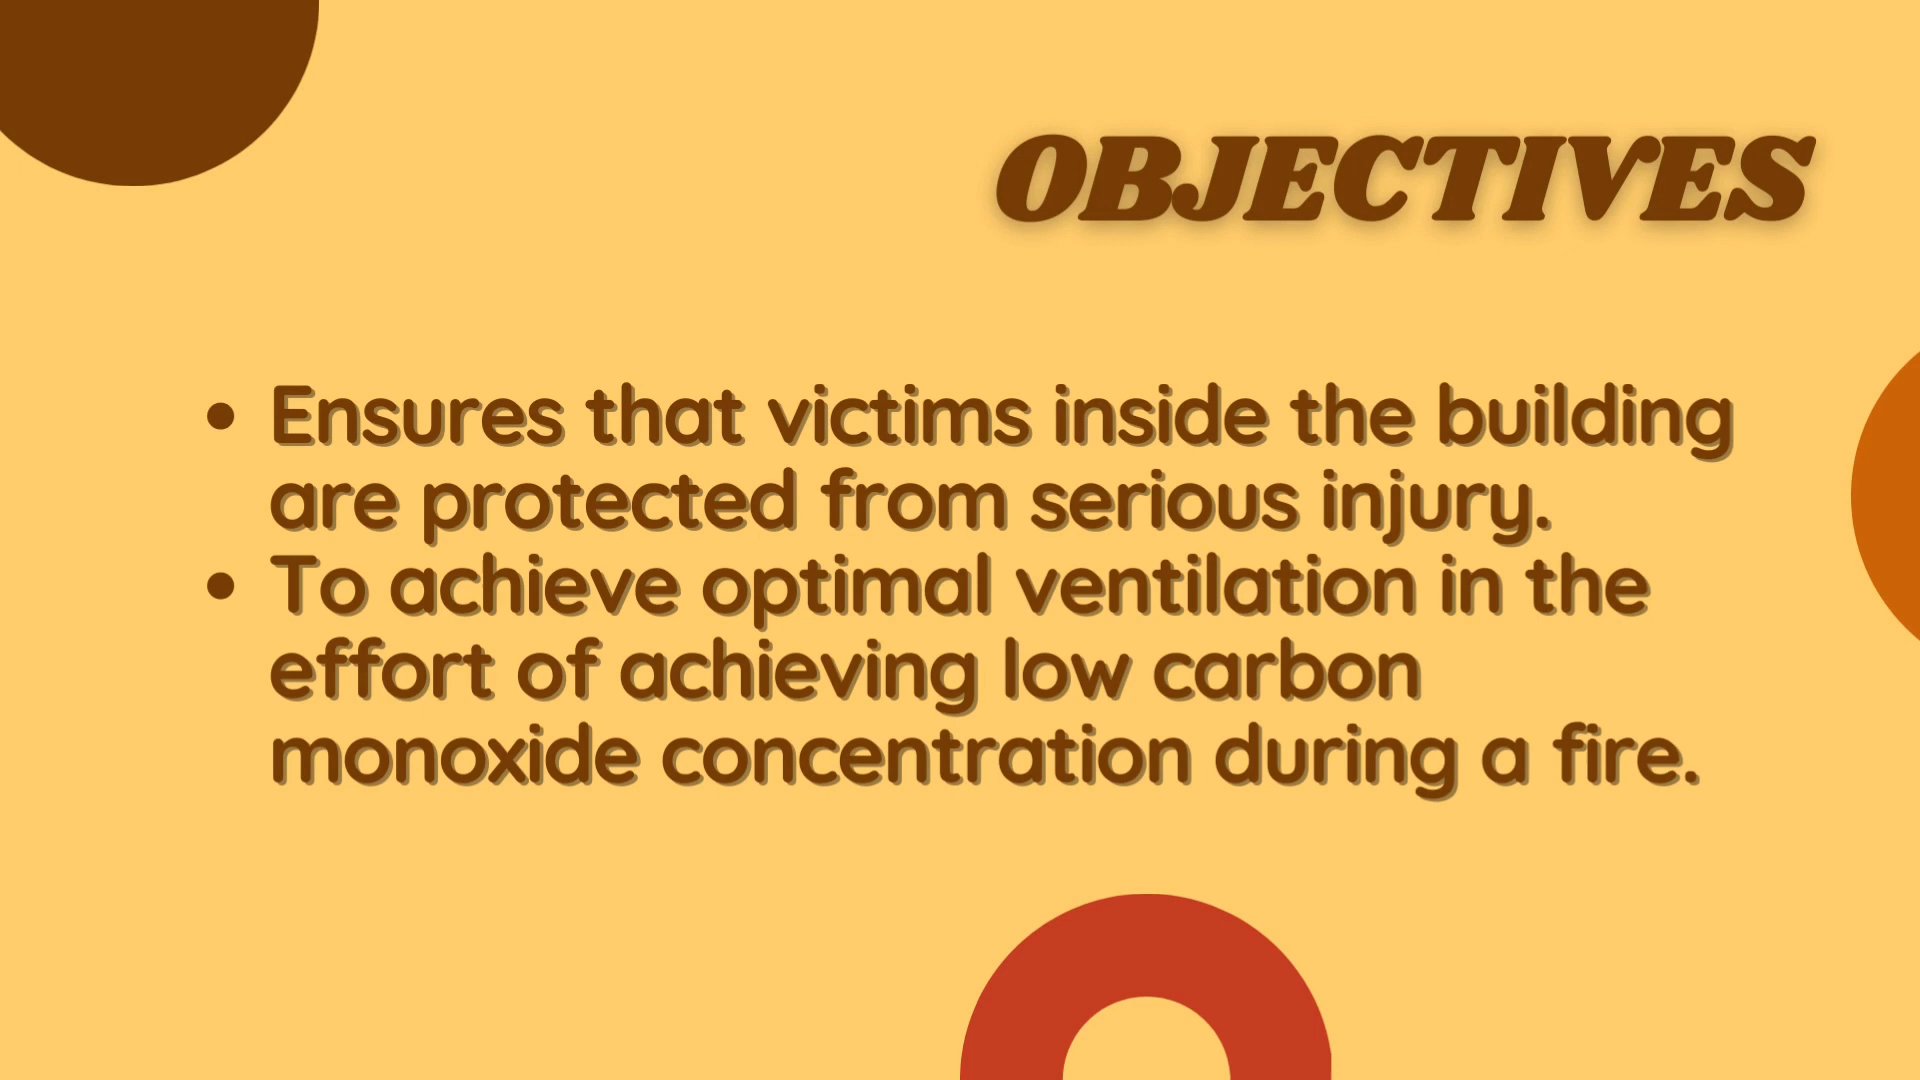 OBJECTIVES
• Ensures that victims inside the building
are protected from serious injury.
• To achieve optimal ventilation in the
effort of achieving low carbon
monoxide concentration during a fire.